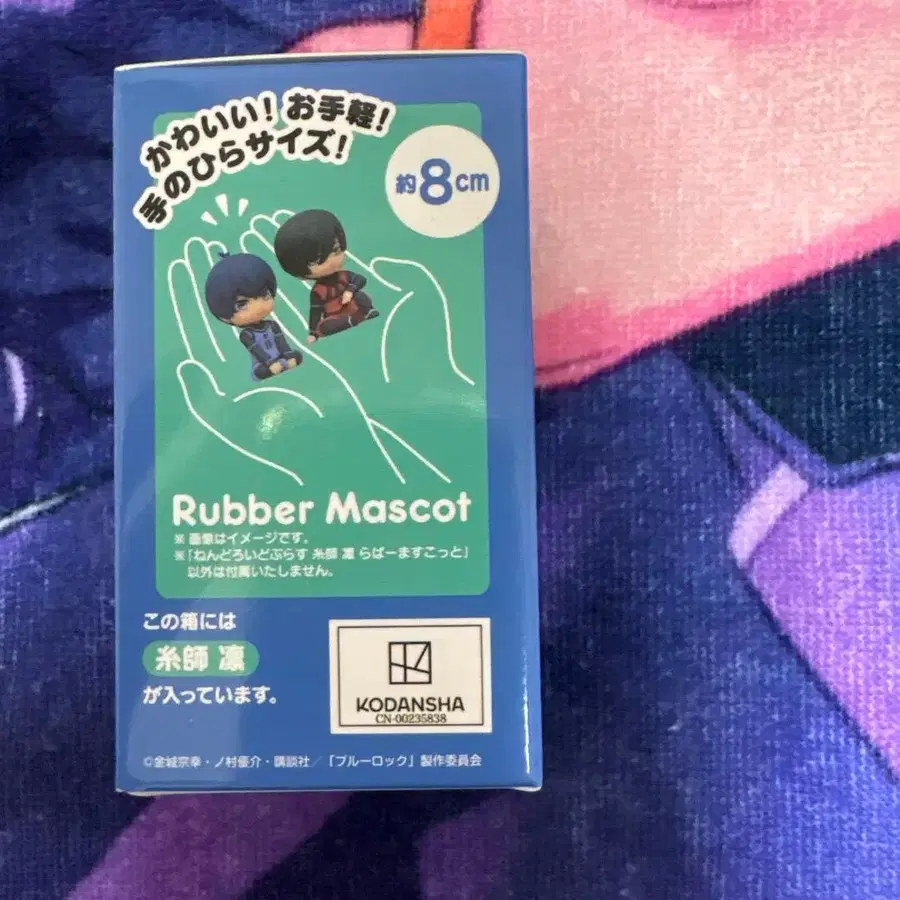 かわいい！お手軽！
手のひらサイズ！
約8cm
Rubber Mascot
※画像はイメージです。
※「ねんどろいどぷらす 糸師 凛 らばーますこっと」
以外は付属いたしません。
この箱には
糸師 凛
が入っています。
KODANSHA
CN-00235838
©金城宗幸・ノ村優介・講談社／「ブルーロック」製作委員会